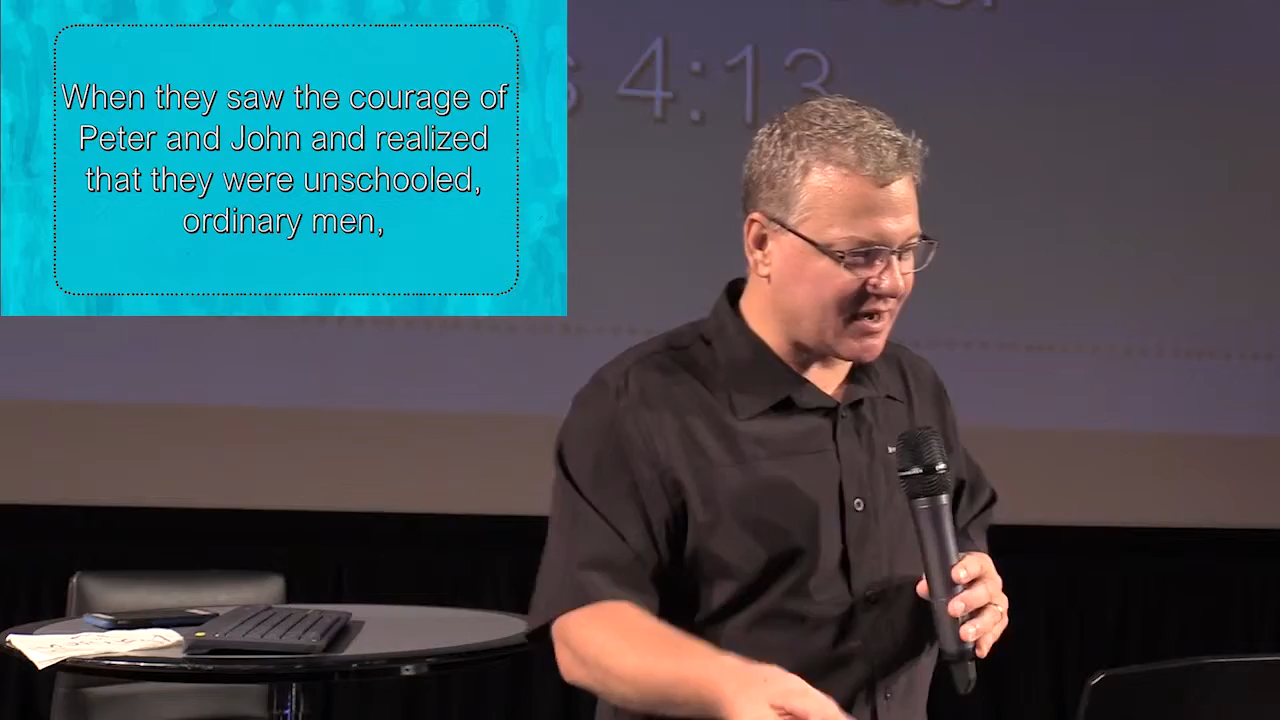 When they saw the courage of
Peter and John and realized
that they were unschooled,
ordinary men,
4:13